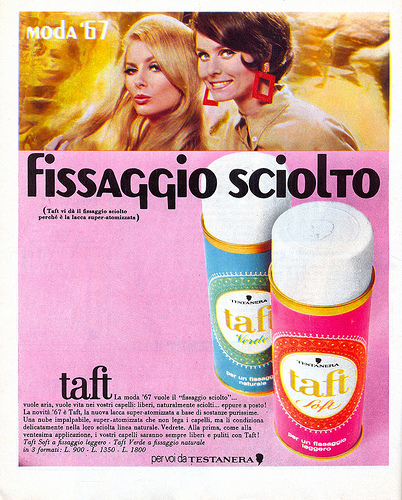 MODA '67
FISSAGGIO SCIOLTO
(Taft vi dà il fissaggio sciolto
perché è la lacca super-atomizzata)
TESTANERA
taft
Verde
per un fissaggio
naturale
TESTANERA
taft
Soft
per un fissaggio
leggero
taft La moda '67 vuole il "fissaggio sciolto"...
vuole aria, vuole vita nei vostri capelli: liberi, naturalmente sciolti... eppure a posto!
La novità '67 è Taft, la nuova lacca super-atomizzata a base di sostanze purissime.
Una nube impalpabile, super-atomizzata che non lega i capelli, ma li condiziona
delicatamente nella loro sciolta linea naturale. Vedrete. Alla prima, come alla
ventesima applicazione, i vostri capelli saranno sempre liberi e puliti con Taft!
Taft Soft a fissaggio leggero - Taft Verde a fissaggio naturale
in 3 formati: L. 900 - L. 1350 - L. 1800
per voi da TESTANERA